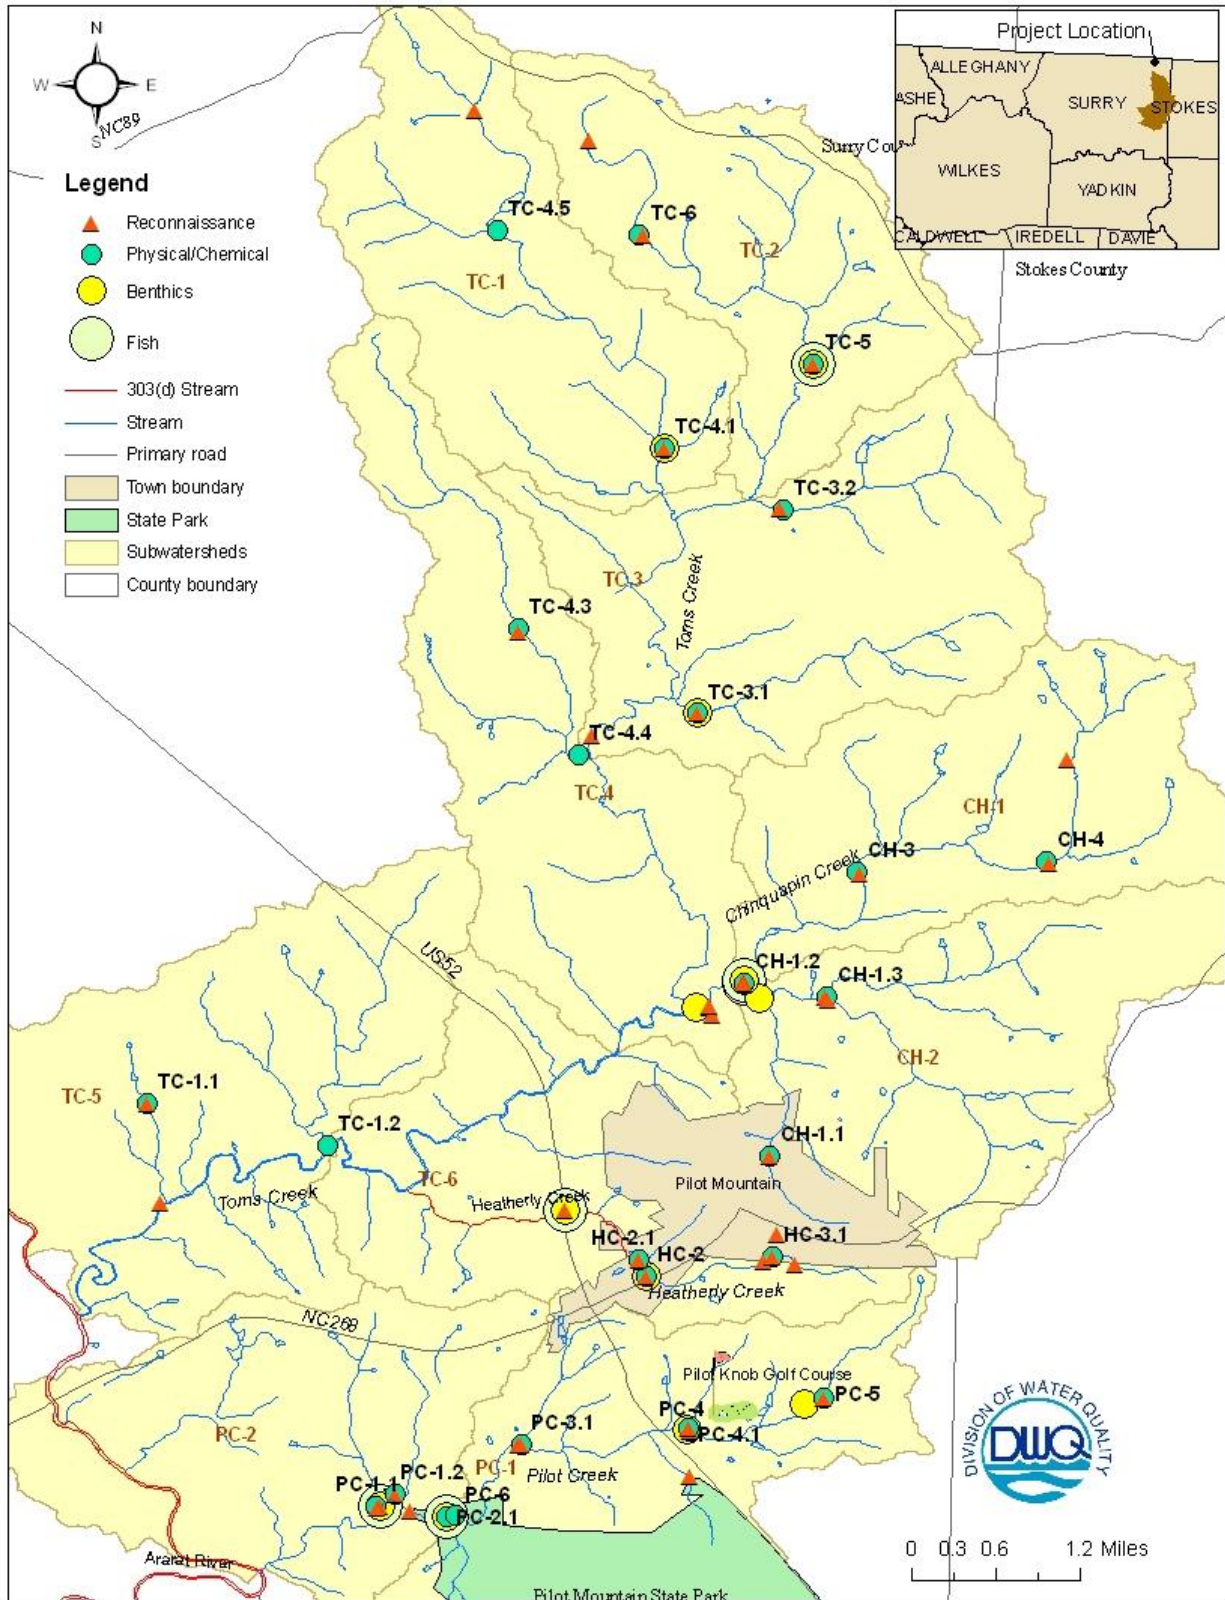 N
W
E
S
NC89
Project Location
ALLEGHANY
ASHE
SURRY
STOKES
WILKES
YADKIN
CALDWELL
IREDELL
DAVIE
Surry Cou
Stokes County
Legend
Reconnaissance
Physical/Chemical
Benthics
Fish
303(d) Stream
Stream
Primary road
Town boundary
State Park
Subwatersheds
County boundary
TC-4.5
TC-6
TC-2
TC-1
TC-5
TC-4.1
TC-3.2
TC-3
Toms Creek
TC-4.3
TC-3.1
TC-4.4
TC-4
CH-1
CH-3
CH-4
Chinquapin Creek
US52
CH-1.2
CH-1.3
CH-2
TC-5
TC-1.1
TC-1.2
CH-1.1
Pilot Mountain
TC-6
Toms Creek
Heatherly Creek
HC-2.1
HC-2
HC-3.1
Heatherly Creek
NC268
Pilot Knob Golf Course
PC-5
PC-4
PC-4.1
PC-2
PC-3.1
PC-1
Pilot Creek
PC-1.1
PC-1.2
PC-6
PC-2.1
Ararat River
Pilot Mountain State Park
DIVISION OF WATER QUALITY
DWQ
0 0.3 0.6 1.2 Miles